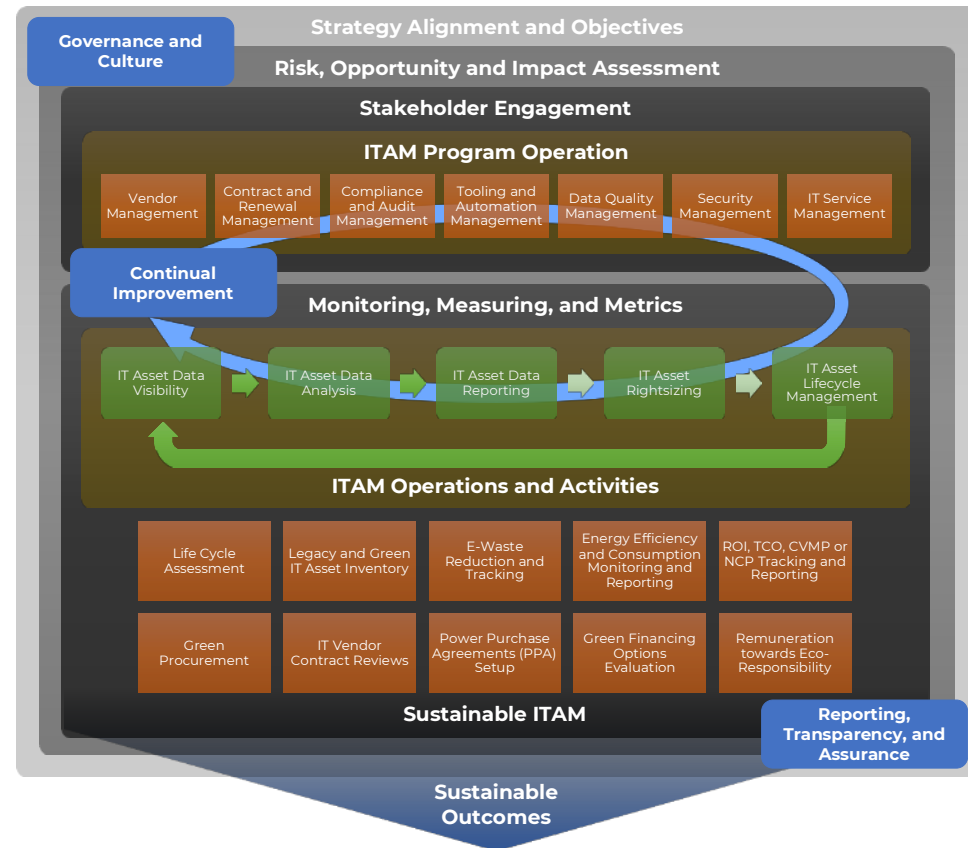 Strategy Alignment and Objectives
Governance and
Culture
Risk, Opportunity and Impact Assessment
Stakeholder Engagement
ITAM Program Operation
Vendor
Management
Contract and
Renewal
Management
Compliance
and Audit
Management
Tooling and
Automation
Management
Data Quality
Management
Security
Management
IT Service
Management
Continual
Improvement
Monitoring, Measuring, and Metrics
IT Asset Data
Visibility
IT Asset Data
Analysis
IT Asset Data
Reporting
IT Asset
Rightsizing
IT Asset
Lifecycle
Management
ITAM Operations and Activities
Life Cycle
Assessment
Legacy and Green
IT Asset Inventory
E-Waste
Reduction and
Tracking
Energy Efficiency
and Consumption
Monitoring and
Reporting
ROI, TCO, CVMP or
NCP Tracking and
Reporting
Green
Procurement
IT Vendor
Contract Reviews
Power Purchase
Agreements (PPA)
Setup
Green Financing
Options
Evaluation
Remuneration
towards Eco-
Responsibility
Sustainable ITAM
Reporting,
Transparency, and
Assurance
Sustainable
Outcomes